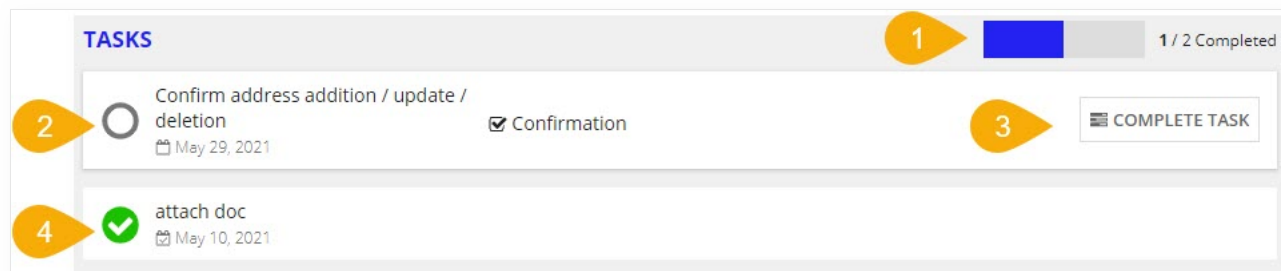 TASKS
1
1 / 2 Completed
2
Confirm address addition / update /
deletion
May 29, 2021
Confirmation
3
COMPLETE TASK
4
attach doc
May 10, 2021